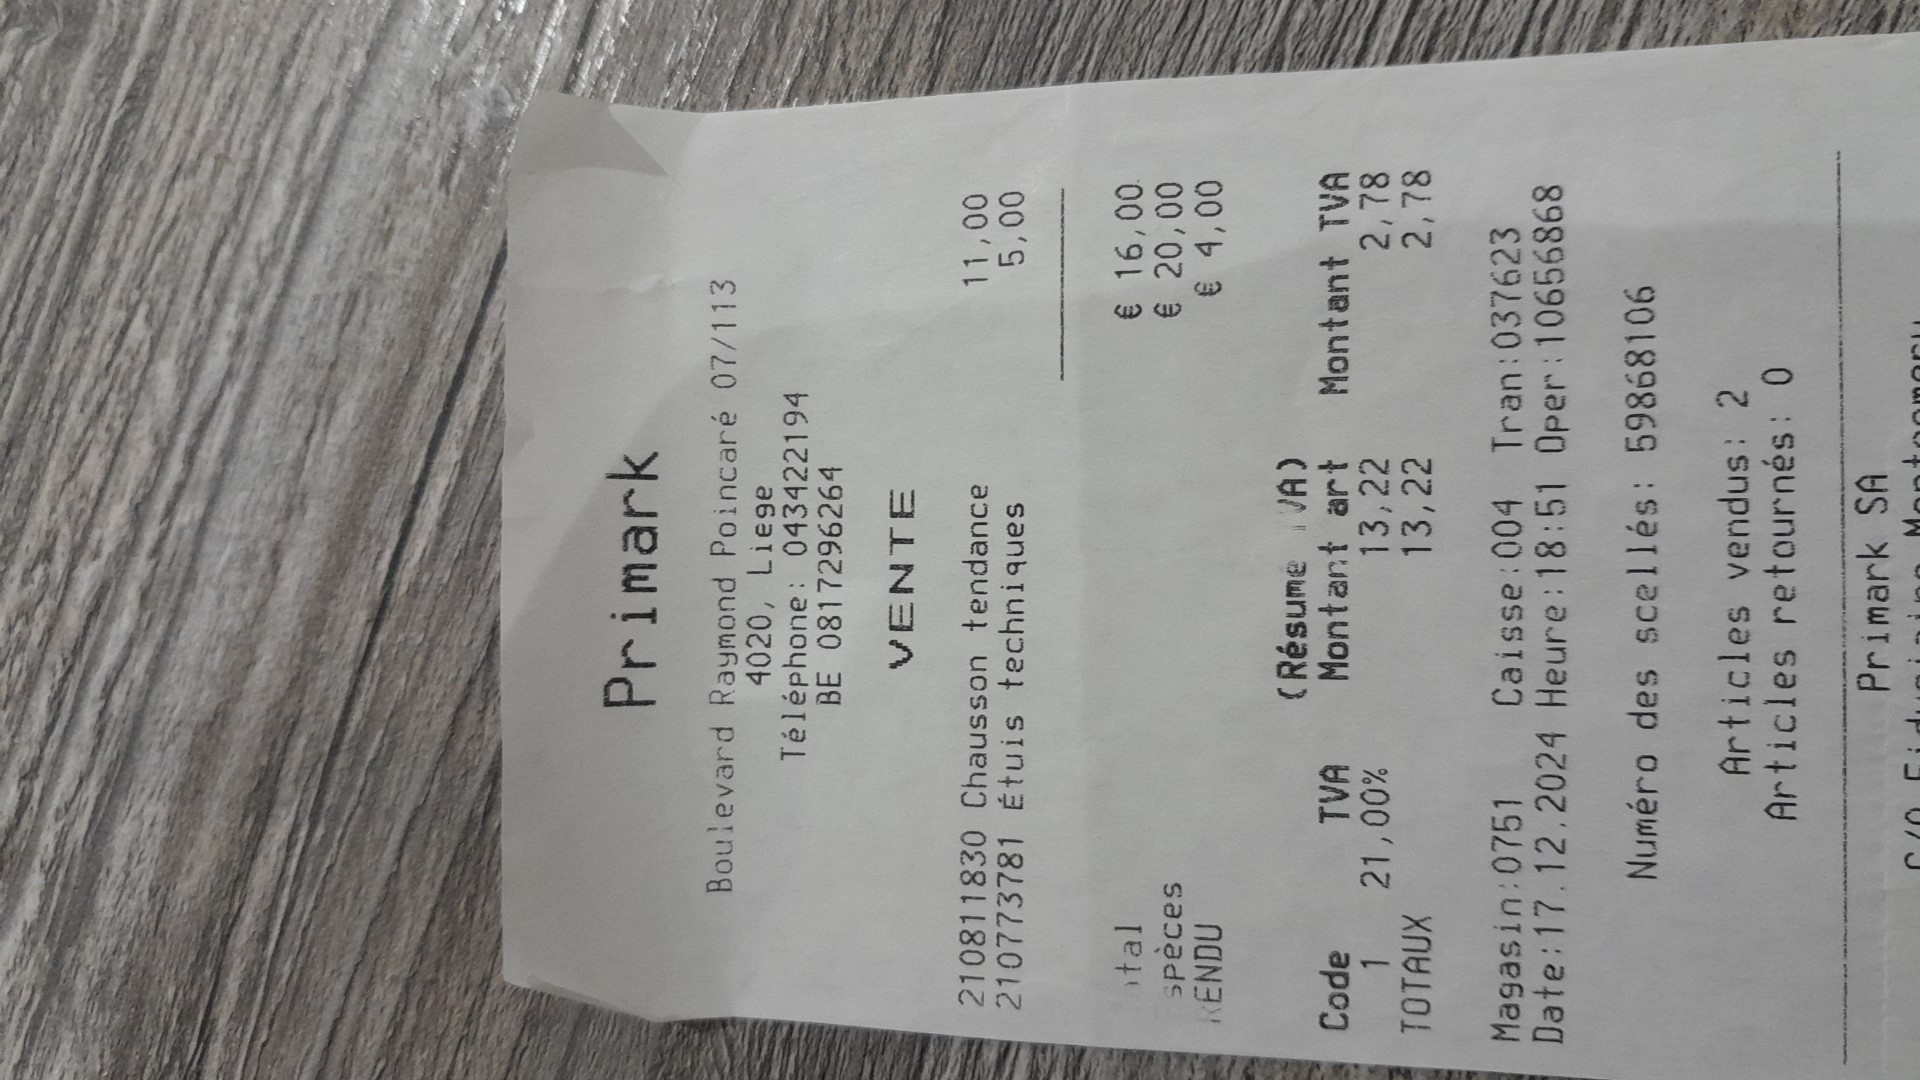 Primark
Boulevard Raymond Poincaré 07/113
4020, Liege
Téléphone: 043422194
BE 0817296264
VENTE
210811830 Chausson tendance 11,00
210773781 Étuis techniques 5,00
€ 16,00
€ 20,00
RENDU € 4,00
(Résumé TVA)
Code TVA Montant art Montant TVA
1 21,00% 13,22 2,78
TOTAUX 13,22 2,78
Magasin:0751 Caisse:004 Tran:037623
Date:17.12.2024 Heure:18:51 Oper:10656868
Numéro des scellés: 59868106
Articles vendus: 2
Articles retournés: 0
Primark SA